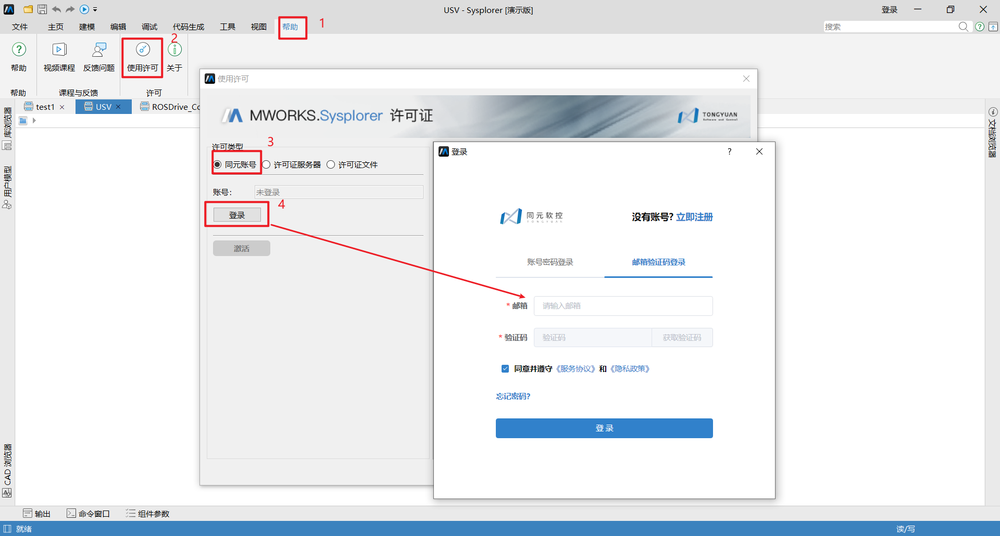 USV - Sysplorer [演示版]
登录
文件 主页 建模 编辑 调试 代码生成 工具 视图 帮助
1
搜索
2
帮助 视频课程 反馈问题 使用许可 关于
帮助 课程与反馈 许可
test1 USV ROSDrive_Co
库浏览器
用户模型
CAD 浏览器
文档浏览器
使用许可
MWORKS.Sysplorer 许可证
TONGYUAN
Software and Control
许可类型
3
同元账号 许可证服务器 许可证文件
账号: 未登录
4
登录
激活
登录
同元软控
TONGYUAN
没有账号? 立即注册
账号密码登录 邮箱验证码登录
* 邮箱 请输入邮箱
* 验证码 验证码 获取验证码
同意并遵守《服务协议》和《隐私政策》
忘记密码?
登录
输出 命令窗口 组件参数
就绪
读/写